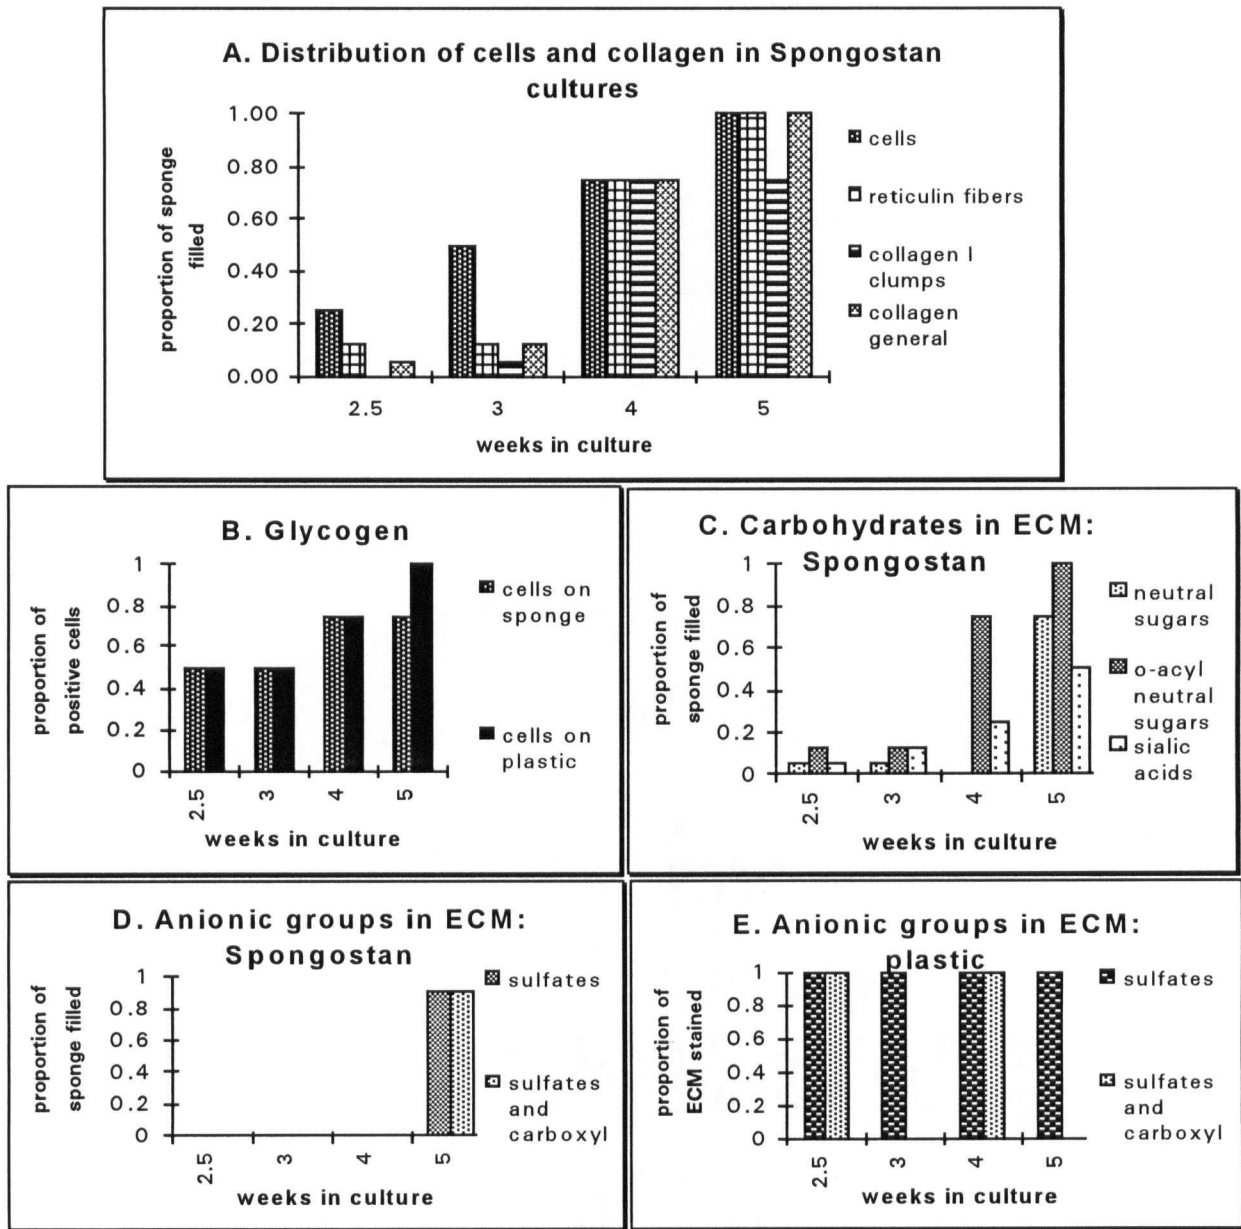 A. Distribution of cells and collagen in Spongostan
cultures
proportion of sponge
filled
1.00
0.80
0.60
0.40
0.20
0.00
2.5
3
4
5
weeks in culture
cells
reticulin fibers
collagen I
clumps
collagen
general
B. Glycogen
proportion of
positive cells
1
0.8
0.6
0.4
0.2
0
2.5
3
4
5
weeks in culture
cells on
sponge
cells on
plastic
C. Carbohydrates in ECM:
Spongostan
proportion of
sponge filled
1
0.8
0.6
0.4
0.2
0
2.5
3
4
5
weeks in culture
neutral
sugars
o-acyl
neutral
sugars
sialic
acids
D. Anionic groups in ECM:
Spongostan
proportion of
sponge filled
1
0.8
0.6
0.4
0.2
0
2.5
3
4
5
weeks in culture
sulfates
sulfates
and
carboxyl
E. Anionic groups in ECM:
plastic
proportion of
ECM stained
1
0.8
0.6
0.4
0.2
0
2.5
3
4
5
weeks in culture
sulfates
sulfates
and
carboxyl